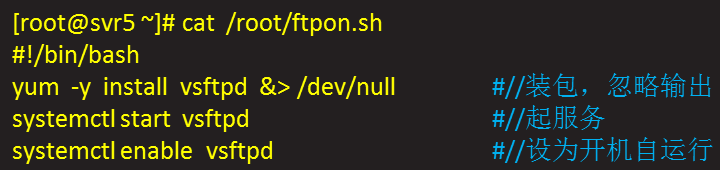 [root@svr5 ~]# cat /root/ftpon.sh
#!/bin/bash
yum -y install vsftpd &> /dev/null #//装包，忽略输出
systemctl start vsftpd #//起服务
systemctl enable vsftpd #//设为开机自运行